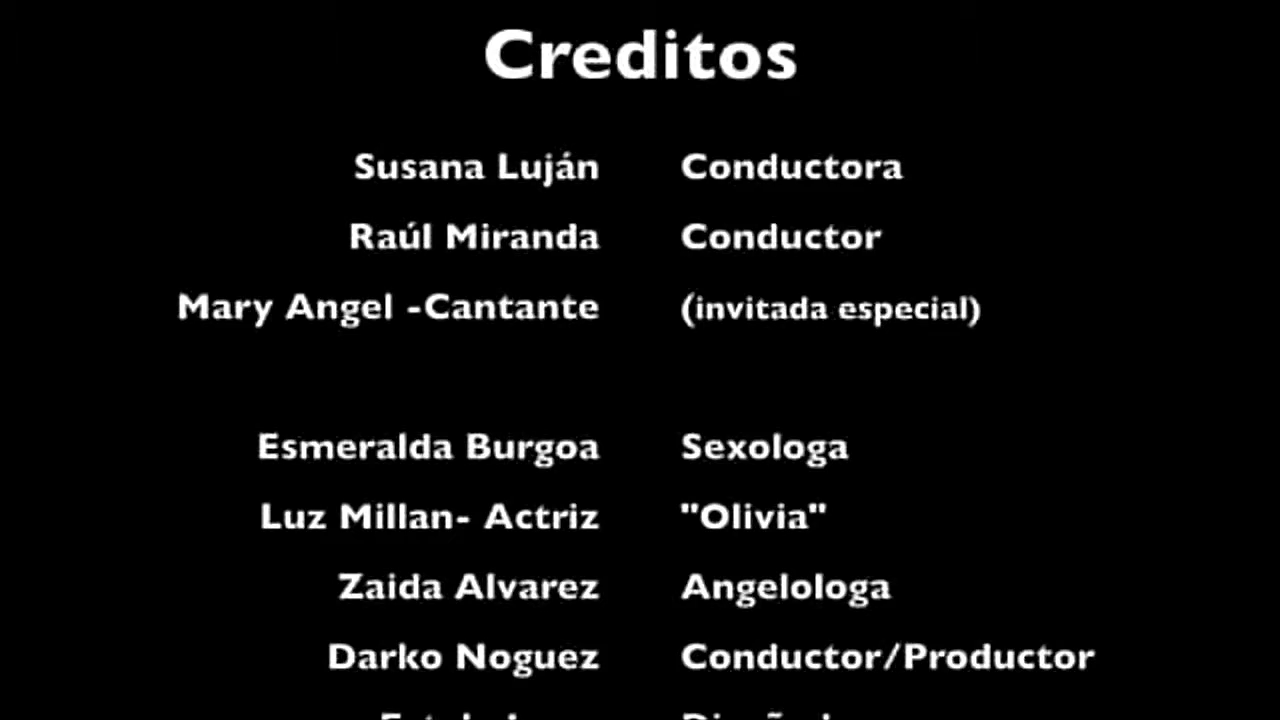 Creditos
Susana Luján Conductora
Raúl Miranda Conductor
Mary Angel -Cantante (invitada especial)
Esmeralda Burgoa Sexologa
Luz Millan- Actriz "Olivia"
Zaida Alvarez Angelologa
Darko Noguez Conductor/Productor